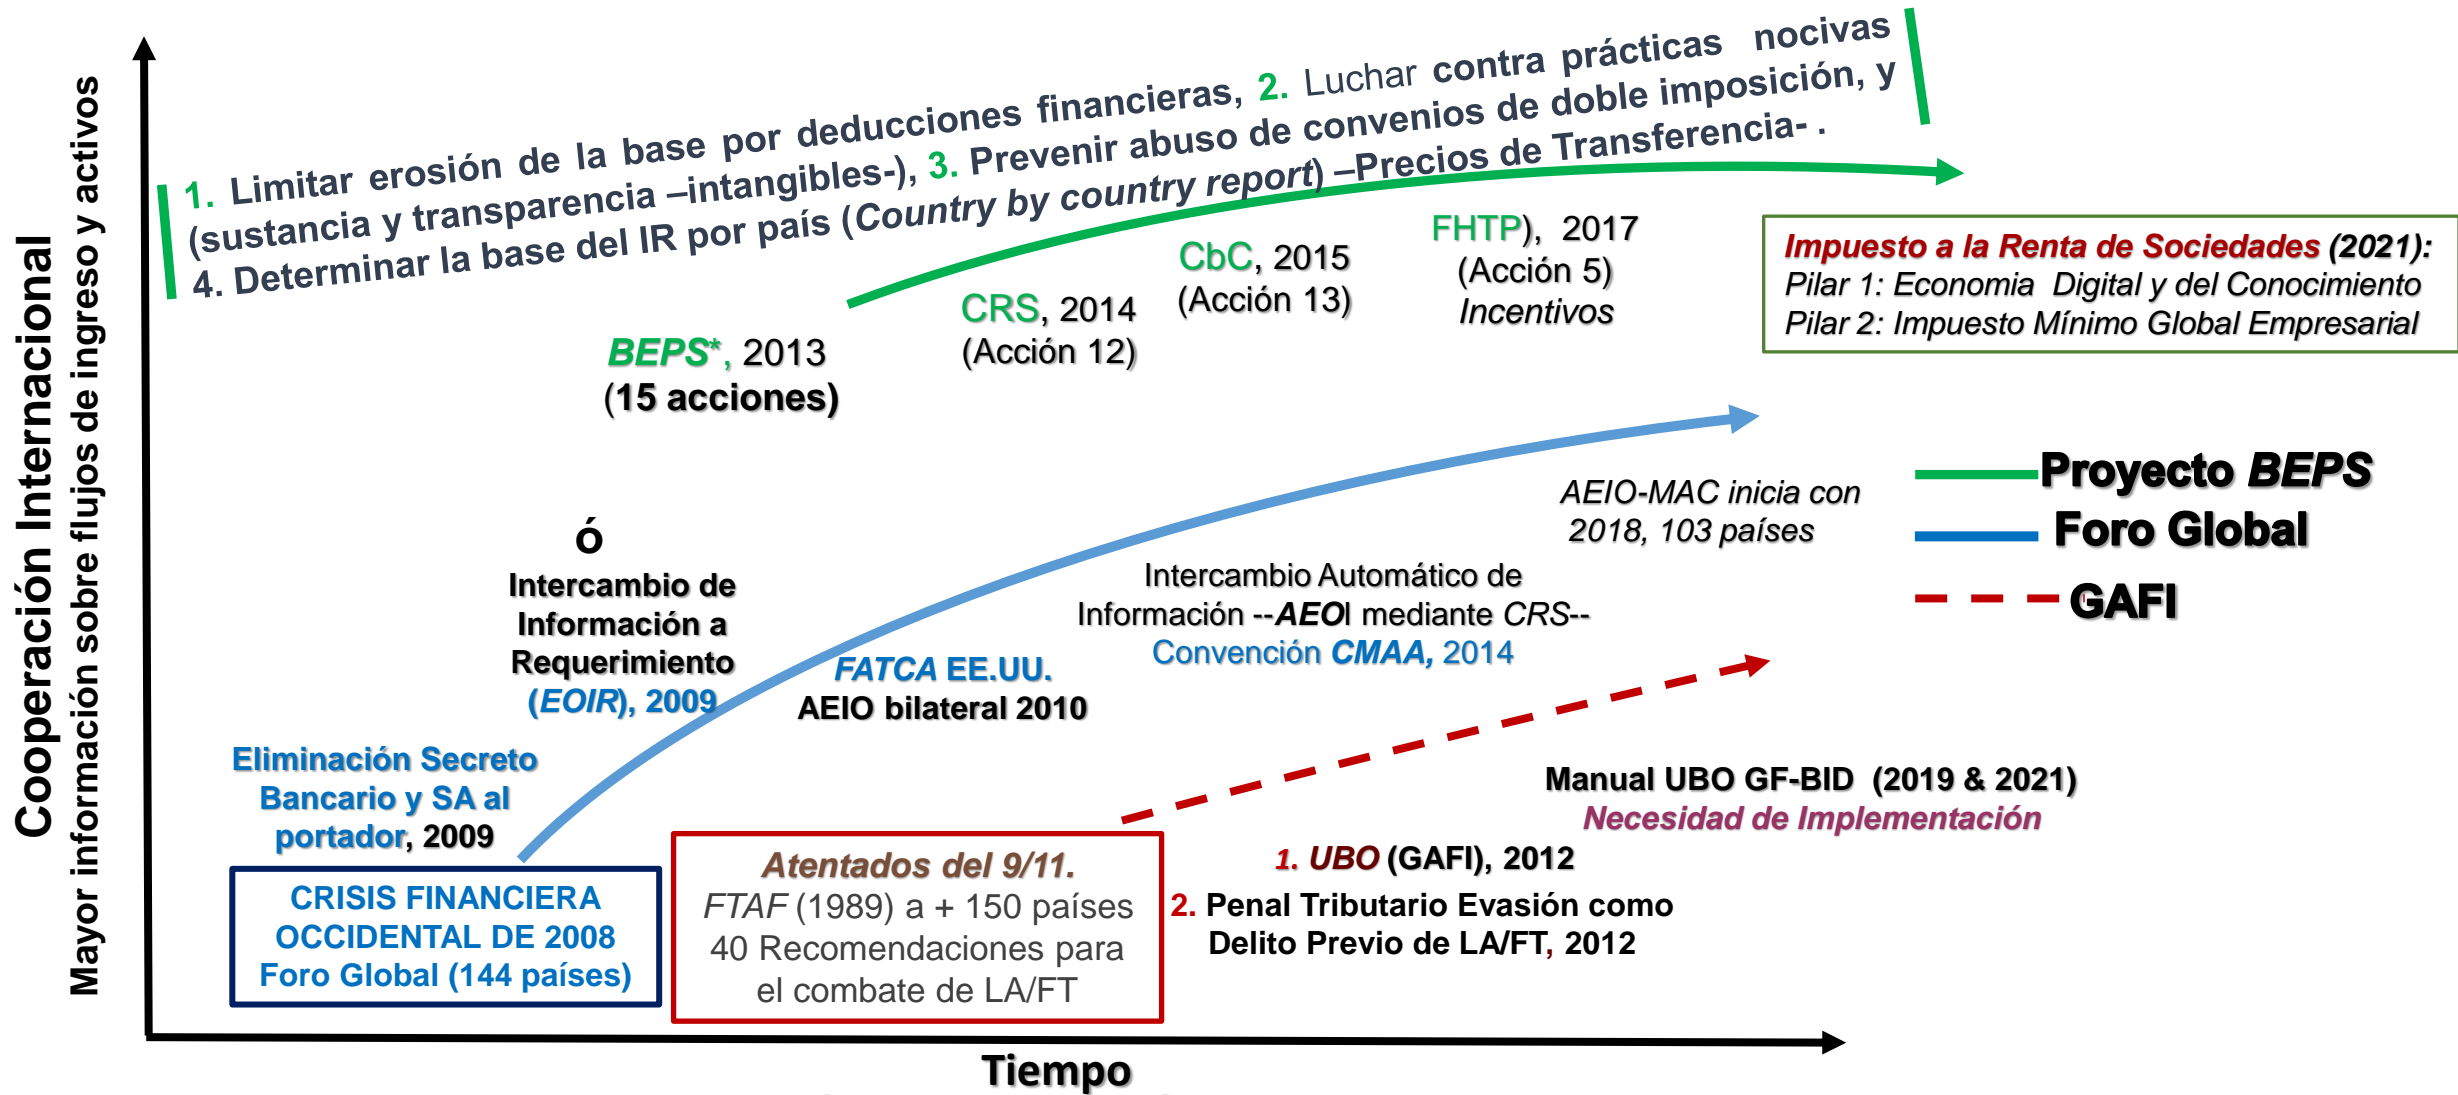 Cooperación Internacional
Mayor información sobre flujos de ingreso y activos
1. Limitar erosión de la base por deducciones financieras, 2. Luchar contra prácticas nocivas
(sustancia y transparencia –intangibles-), 3. Prevenir abuso de convenios de doble imposición, y
4. Determinar la base del IR por país (Country by country report) –Precios de Transferencia- .
BEPS*, 2013
(15 acciones)
CRS, 2014
(Acción 12)
CbC, 2015
(Acción 13)
FHTP), 2017
(Acción 5)
Incentivos
Impuesto a la Renta de Sociedades (2021):
Pilar 1: Economia Digital y del Conocimiento
Pilar 2: Impuesto Mínimo Global Empresarial
Proyecto BEPS
Foro Global
GAFI
AEIO-MAC inicia con
2018, 103 países
ó
Intercambio de
Información a
Requerimiento
(EOIR), 2009
FATCA EE.UU.
AEIO bilateral 2010
Intercambio Automático de
Información --AEOI mediante CRS--
Convención CMAA, 2014
Eliminación Secreto
Bancario y SA al
portador, 2009
CRISIS FINANCIERA
OCCIDENTAL DE 2008
Foro Global (144 países)
Atentados del 9/11.
FTAF (1989) a + 150 países
40 Recomendaciones para
el combate de LA/FT
Manual UBO GF-BID (2019 & 2021)
Necesidad de Implementación
1. UBO (GAFI), 2012
2. Penal Tributario Evasión como
Delito Previo de LA/FT, 2012
Tiempo